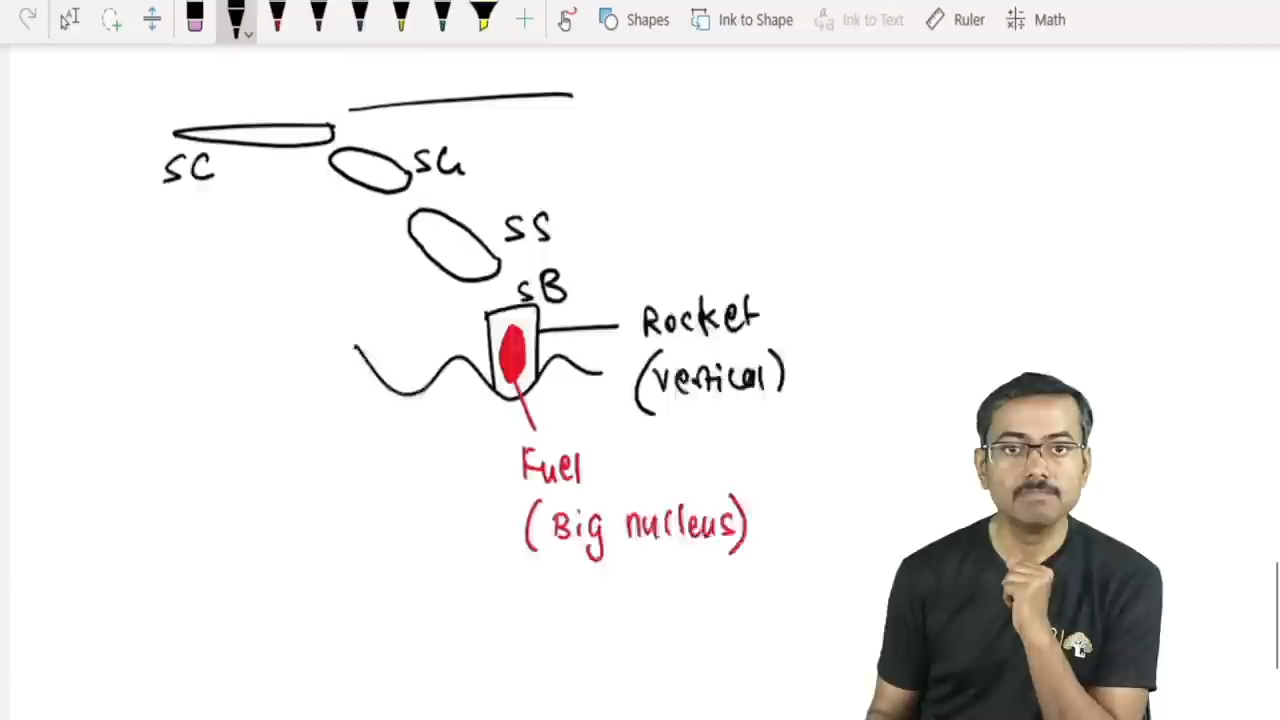 Shapes
Ink to Shape
Ink to Text
Ruler
Math
SC
SG
SS
SB
Rocket
(vertical)
Fuel
(Big nucleus)